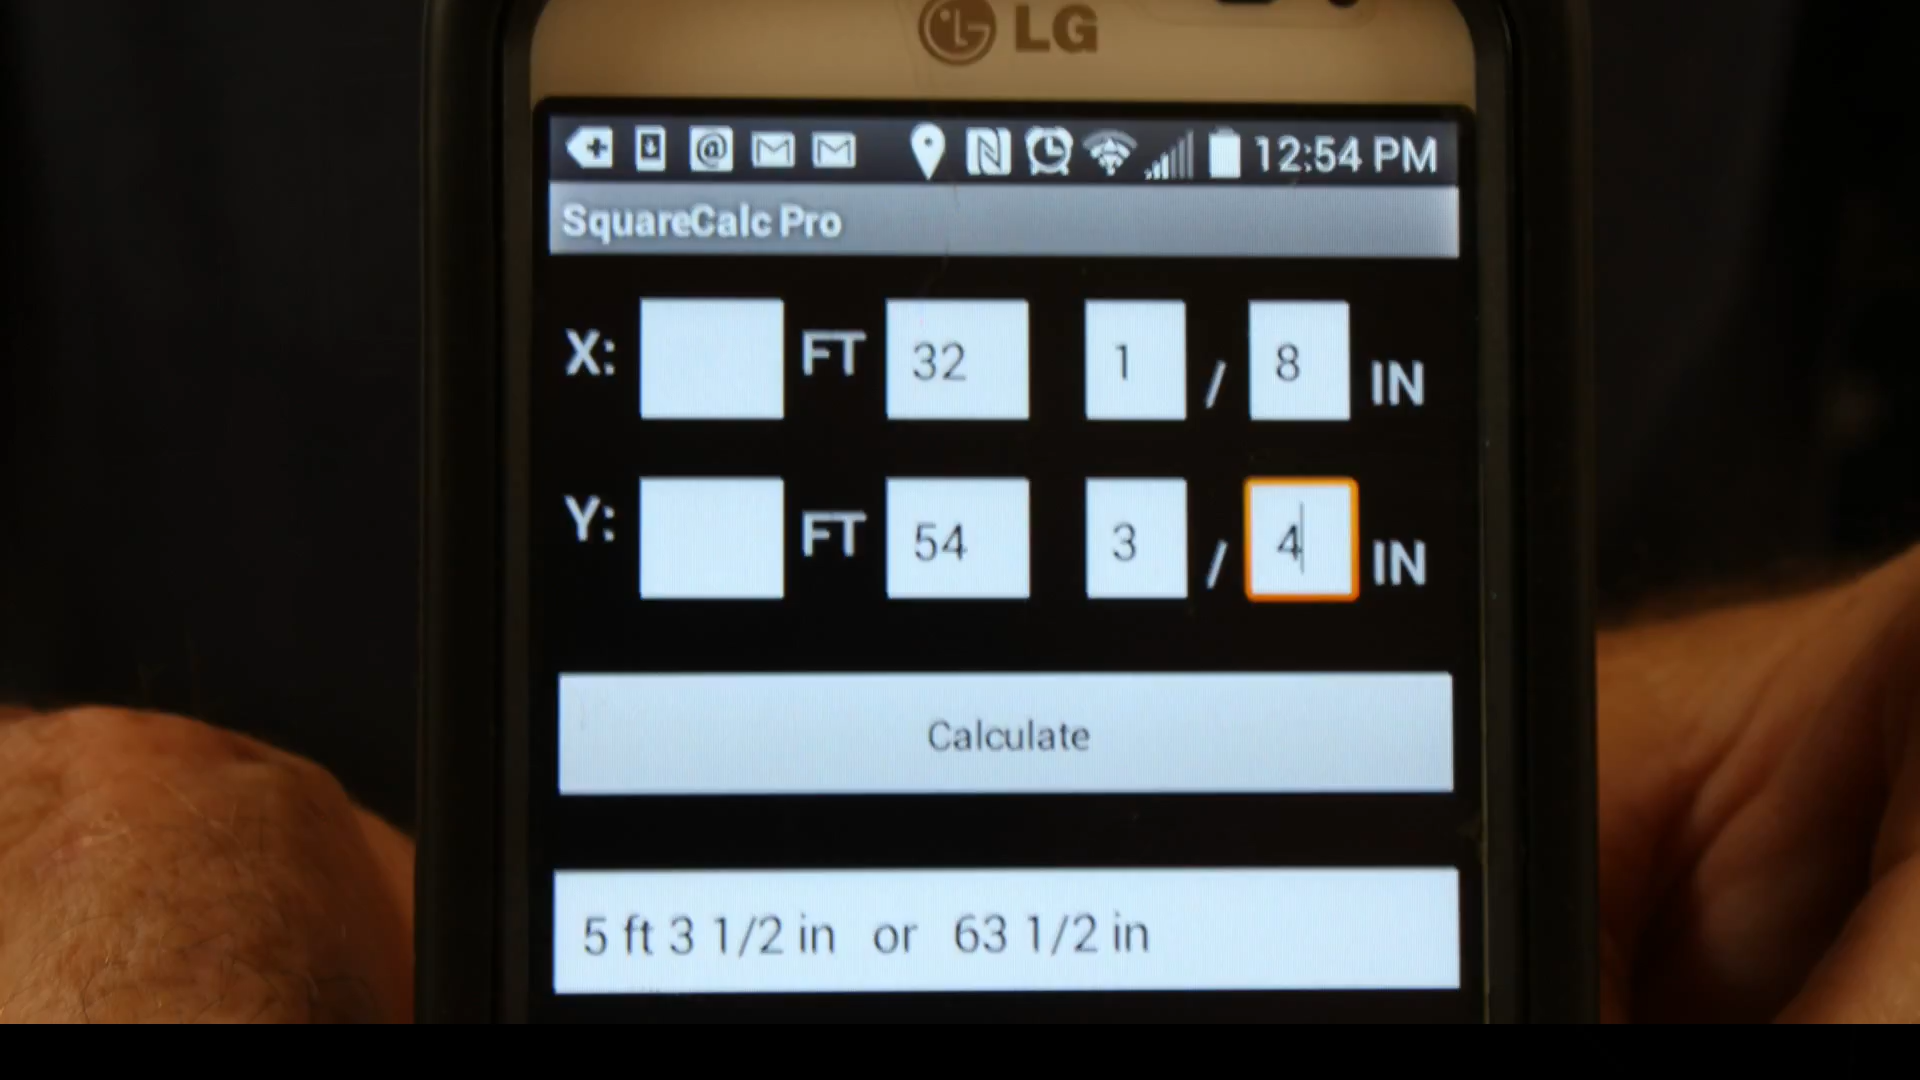 LG
12:54 PM
SquareCalc Pro
X: FT 32 1 / 8 IN
Y: FT 54 3 / 4 IN
Calculate
5 ft 3 1/2 in or 63 1/2 in